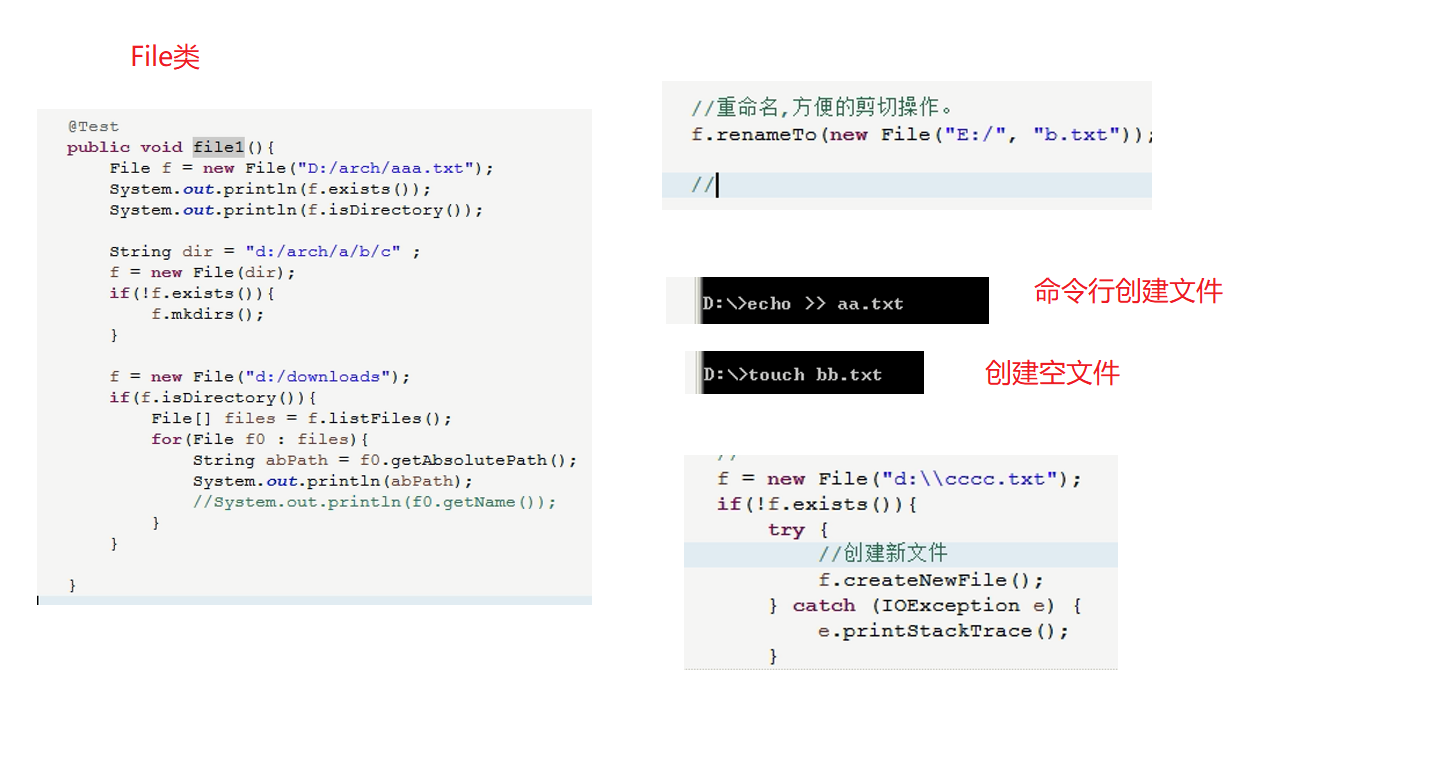 File类
@Test
public void file1(){
File f = new File("D:/arch/aaa.txt");
System.out.println(f.exists());
System.out.println(f.isDirectory());
String dir = "d:/arch/a/b/c" ;
f = new File(dir);
if(!f.exists()){
f.mkdirs();
}
f = new File("d:/downloads");
if(f.isDirectory()){
File[] files = f.listFiles();
for(File f0 : files){
String abPath = f0.getAbsolutePath();
System.out.println(abPath);
//System.out.println(f0.getName());
}
}
}
//重命名,方便的剪切操作。
f.renameTo(new File("E:/", "b.txt"));
//
D:\>echo >> aa.txt
命令行创建文件
D:\>touch bb.txt
创建空文件
//
f = new File("d:\\cccc.txt");
if(!f.exists()){
try {
//创建新文件
f.createNewFile();
} catch (IOException e) {
e.printStackTrace();
}